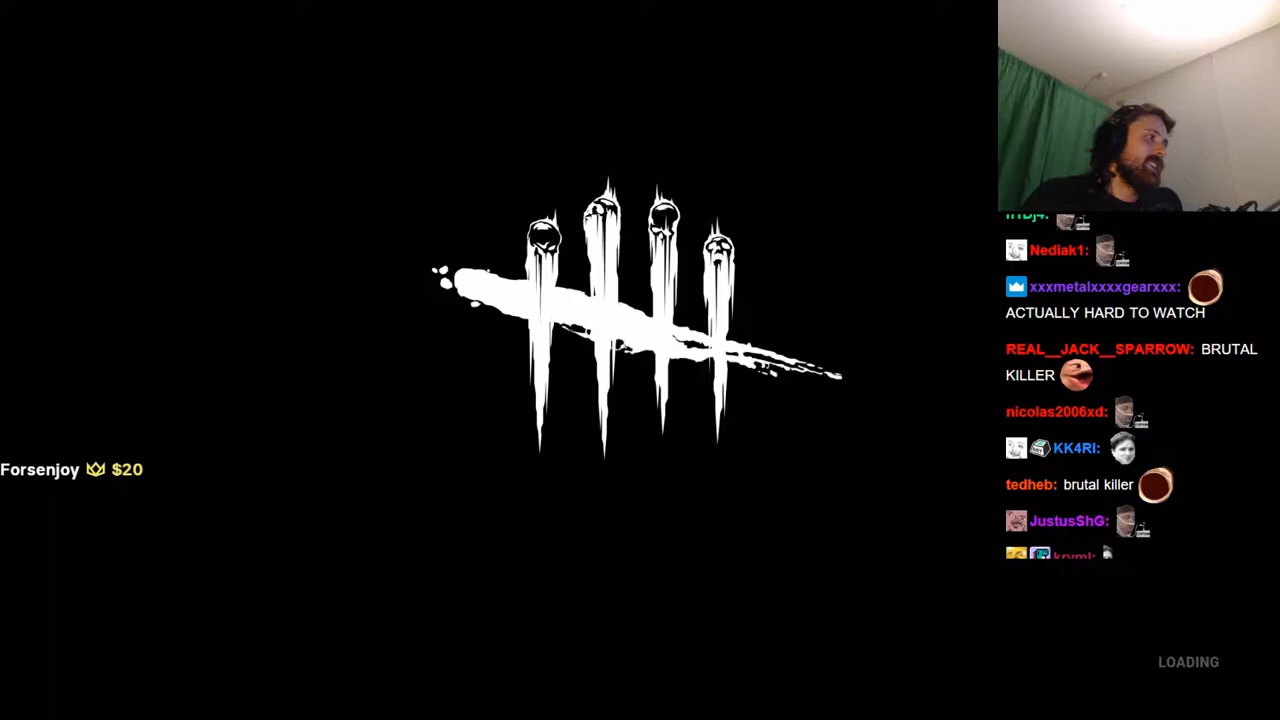 Nediak1:
xxxmetalxxxxgearxxx:
ACTUALLY HARD TO WATCH
REAL__JACK__SPARROW: BRUTAL
KILLER
nicolas2006xd:
KK4RI:
Forsenjoy $20
tedheb: brutal killer
JustusShG:
LOADING